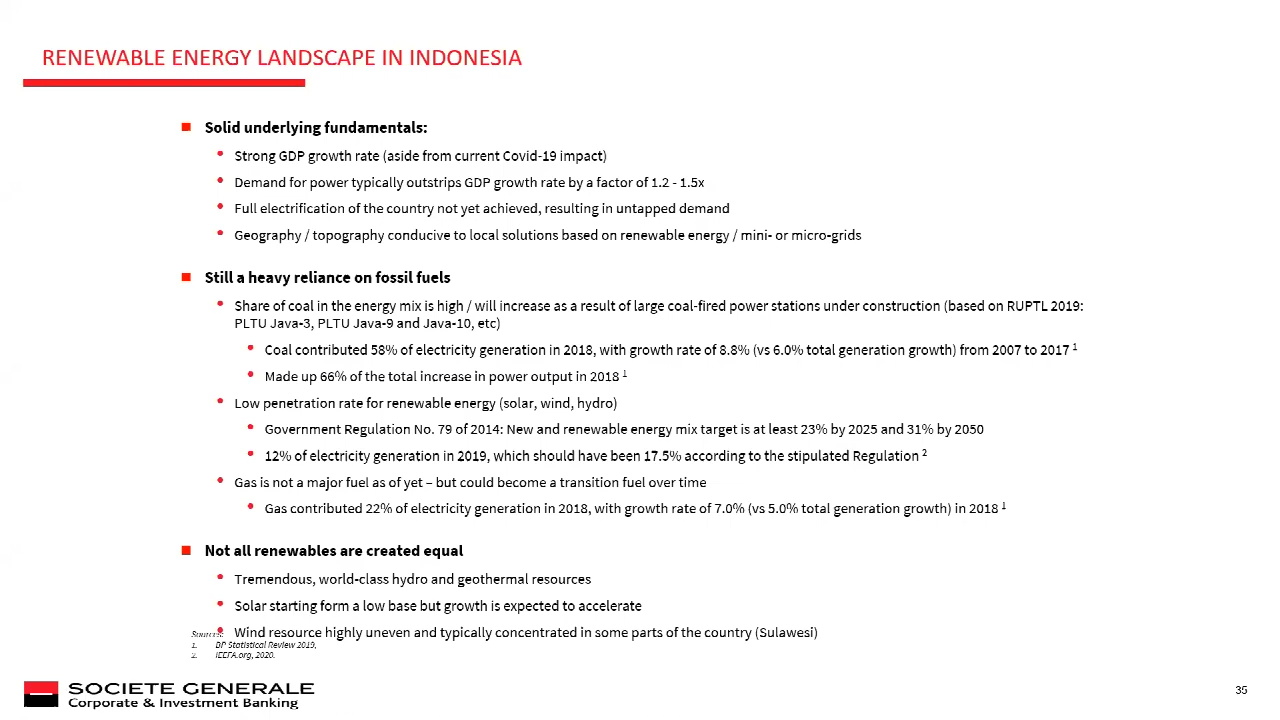 RENEWABLE ENERGY LANDSCAPE IN INDONESIA
Solid underlying fundamentals:
Strong GDP growth rate (aside from current Covid-19 impact)
Demand for power typically outstrips GDP growth rate by a factor of 1.2 - 1.5x
Full electrification of the country not yet achieved, resulting in untapped demand
Geography / topography conducive to local solutions based on renewable energy / mini- or micro-grids
Still a heavy reliance on fossil fuels
Share of coal in the energy mix is high / will increase as a result of large coal-fired power stations under construction (based on RUPTL 2019:
PLTU Java-3, PLTU Java-9 and Java-10, etc)
Coal contributed 58% of electricity generation in 2018, with growth rate of 8.8% (vs 6.0% total generation growth) from 2007 to 2017 1
Made up 66% of the total increase in power output in 2018 1
Low penetration rate for renewable energy (solar, wind, hydro)
Government Regulation No. 79 of 2014: New and renewable energy mix target is at least 23% by 2025 and 31% by 2050
12% of electricity generation in 2019, which should have been 17.5% according to the stipulated Regulation 2
Gas is not a major fuel as of yet – but could become a transition fuel over time
Gas contributed 22% of electricity generation in 2018, with growth rate of 7.0% (vs 5.0% total generation growth) in 2018 1
Not all renewables are created equal
Tremendous, world-class hydro and geothermal resources
Solar starting form a low base but growth is expected to accelerate
Wind resource highly uneven and typically concentrated in some parts of the country (Sulawesi)
Sources:
1. BP Statistical Review 2019,
2. IEEFA.org, 2020.
SOCIETE GENERALE
Corporate & Investment Banking
35